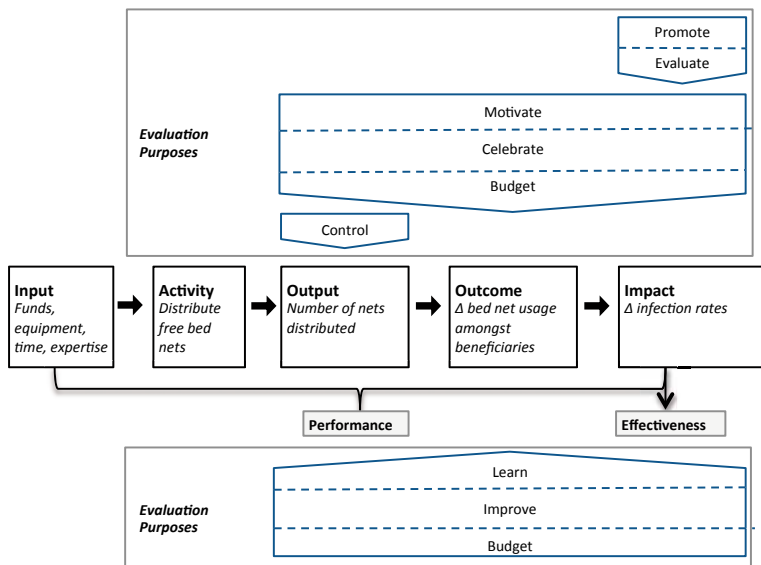 Promote
Evaluate
Motivate
Evaluation
Purposes
Celebrate
Budget
Control
Input
Funds,
equipment,
time, expertise
Activity
Distribute
free bed
nets
Output
Number of nets
distributed
Outcome
Δ bed net usage
amongst
beneficiaries
Impact
Δ infection rates
Performance
Effectiveness
Learn
Evaluation
Purposes
Improve
Budget